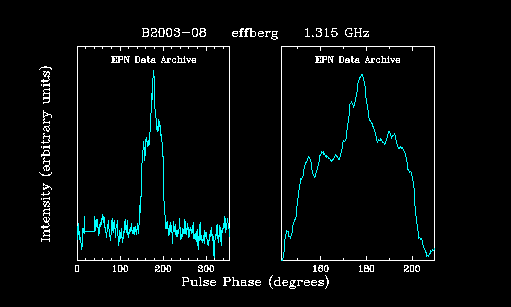 B2003-08 effberg 1.315 GHz
EPN Data Archive
EPN Data Archive
Intensity (arbitrary units)
0 100 200 300
160 180 200
Pulse Phase (degrees)